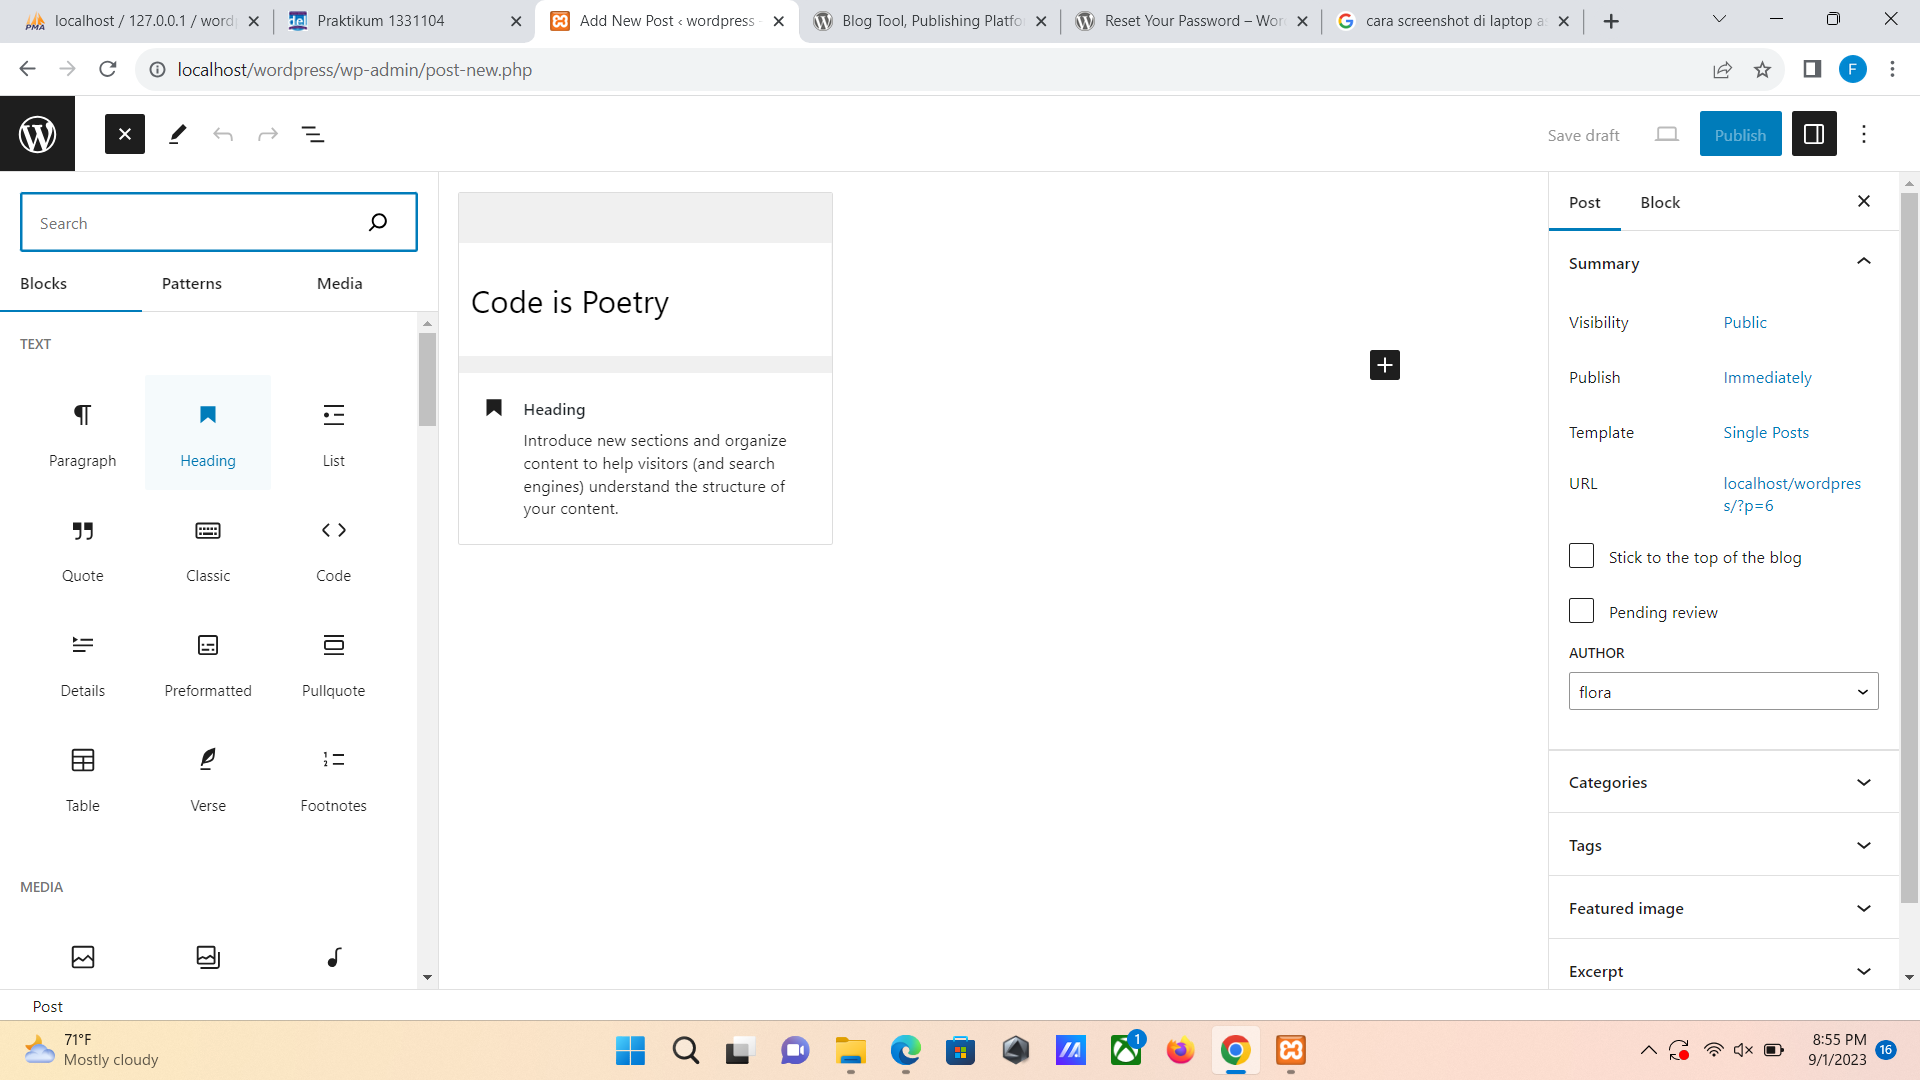 localhost / 127.0.0.1 / word
Praktikum 1331104
Add New Post ‹ wordpress
Blog Tool, Publishing Platfo
Reset Your Password – Wor
cara screenshot di laptop as
localhost/wordpress/wp-admin/post-new.php
F
Save draft
Publish
Search
Blocks
Patterns
Media
TEXT
Paragraph
Heading
List
Quote
Classic
Code
Details
Preformatted
Pullquote
Table
Verse
Footnotes
MEDIA
Code is Poetry
Heading
Introduce new sections and organize
content to help visitors (and search
engines) understand the structure of
your content.
Post
Block
Summary
Visibility
Public
Publish
Immediately
Template
Single Posts
URL
localhost/wordpres
s/?p=6
Stick to the top of the blog
Pending review
AUTHOR
flora
Categories
Tags
Featured image
Excerpt
Post
71°F
Mostly cloudy
1
8:55 PM
9/1/2023
16